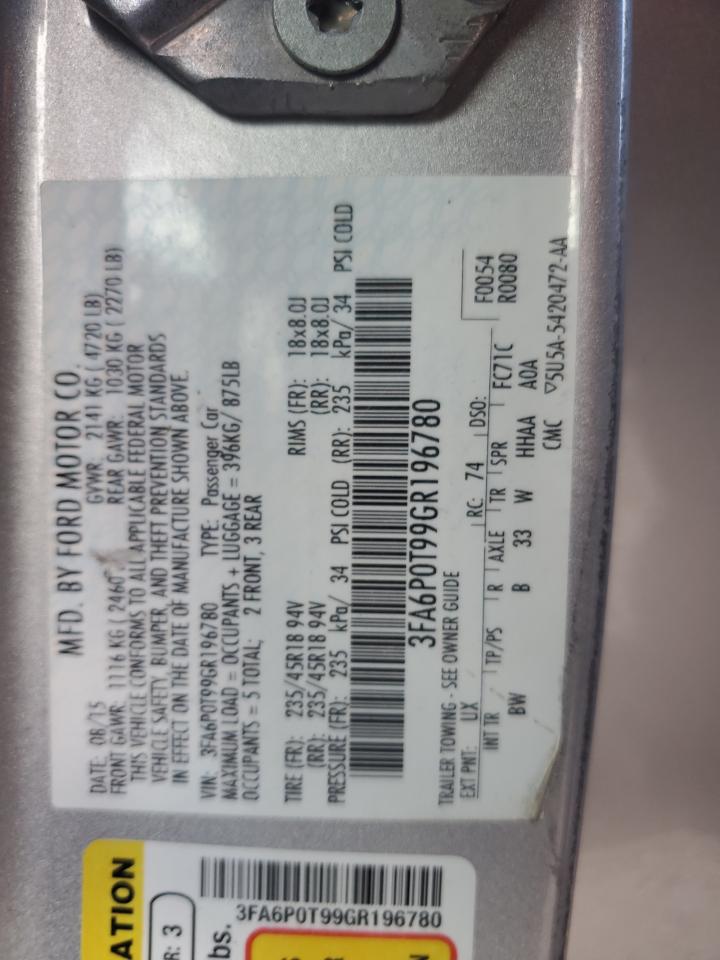 MFD. BY FORD MOTOR CO.
DATE: 08/15 GVWR: 2141 KG ( 4720 LB)
FRONT GAWR: 1116 KG ( 2460 REAR GAWR: 1030 KG ( 2270 LB)
THIS VEHICLE CONFORMS TO ALL APPLICABLE FEDERAL MOTOR
VEHICLE SAFETY, BUMPER, AND THEFT PREVENTION STANDARDS
IN EFFECT ON THE DATE OF MANUFACTURE SHOWN ABOVE.
VIN: 3FA6P0T99GR196780 TYPE: Passenger Car
MAXIMUM LOAD = OCCUPANTS + LUGGAGE = 396KG/ 875LB
OCCUPANTS = 5 TOTAL; 2 FRONT, 3 REAR
TIRE (FR): 235/45R18 94V RIMS (FR): 18x8.0J
(RR): 235/45R18 94V (RR): 18x8.0J
PRESSURE (FR): 235 kPa/ 34 PSI COLD (RR): 235 kPa/ 34 PSI COLD
3FA6P0T99GR196780
TRAILER TOWING - SEE OWNER GUIDE
EXT PNT: UX RC: 74 DSO: F0054
INT TR TP/PS R AXLE TR SPR FC71C R0080
BW B 33 W HHAA A0A
CMC ▽5U5A-5420472-AA
ATION
R: 3
bs.
3FA6P0T99GR196780